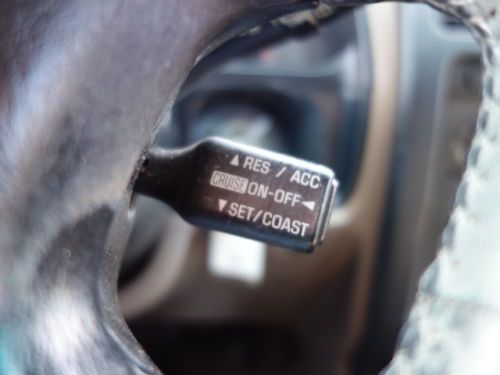 ▲RES / ACC
CRUISE ON-OFF◄
▼SET/COAST